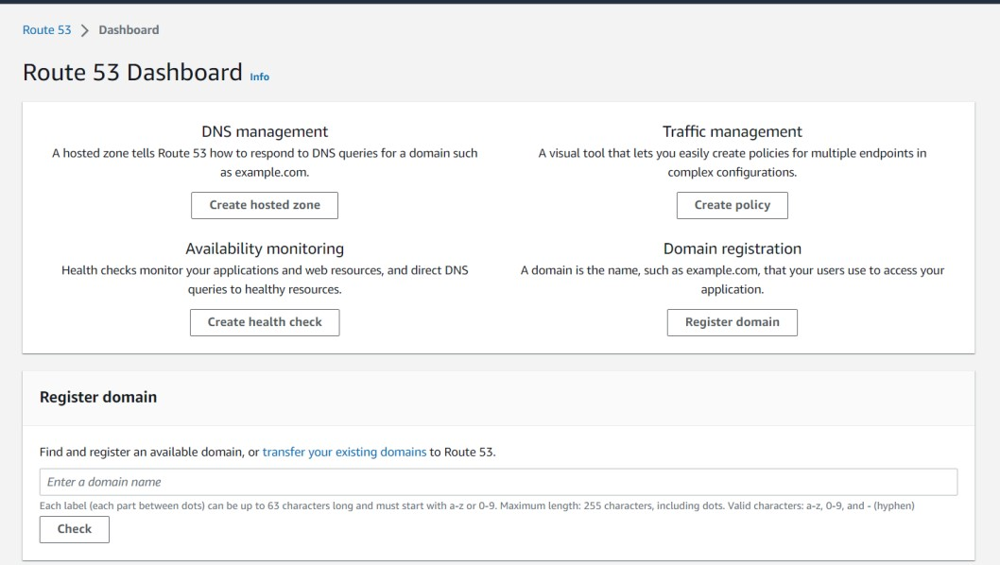 Route 53 > Dashboard
Route 53 Dashboard Info
DNS management
A hosted zone tells Route 53 how to respond to DNS queries for a domain such
as example.com.
Create hosted zone
Traffic management
A visual tool that lets you easily create policies for multiple endpoints in
complex configurations.
Create policy
Availability monitoring
Health checks monitor your applications and web resources, and direct DNS
queries to healthy resources.
Create health check
Domain registration
A domain is the name, such as example.com, that your users use to access your
application.
Register domain
Register domain
Find and register an available domain, or transfer your existing domains to Route 53.
Enter a domain name
Each label (each part between dots) can be up to 63 characters long and must start with a-z or 0-9. Maximum length: 255 characters, including dots. Valid characters: a-z, 0-9, and - (hyphen)
Check